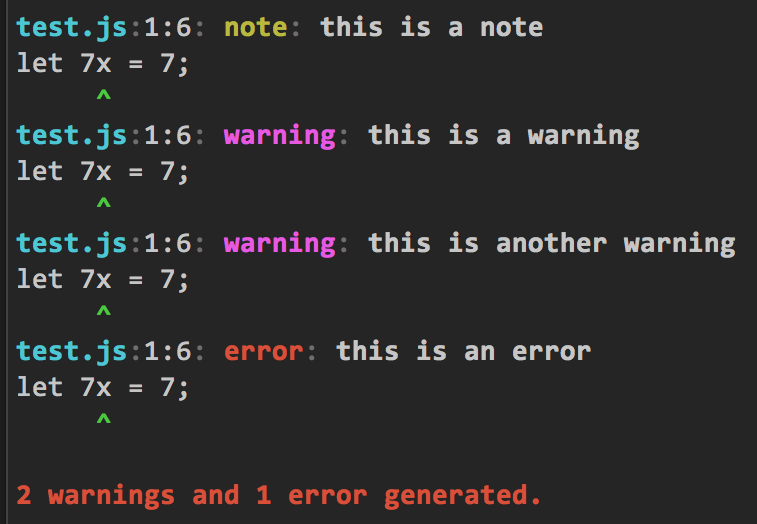 test.js:1:6: note: this is a note
let 7x = 7;
     ^
test.js:1:6: warning: this is a warning
let 7x = 7;
     ^
test.js:1:6: warning: this is another warning
let 7x = 7;
     ^
test.js:1:6: error: this is an error
let 7x = 7;
     ^
2 warnings and 1 error generated.